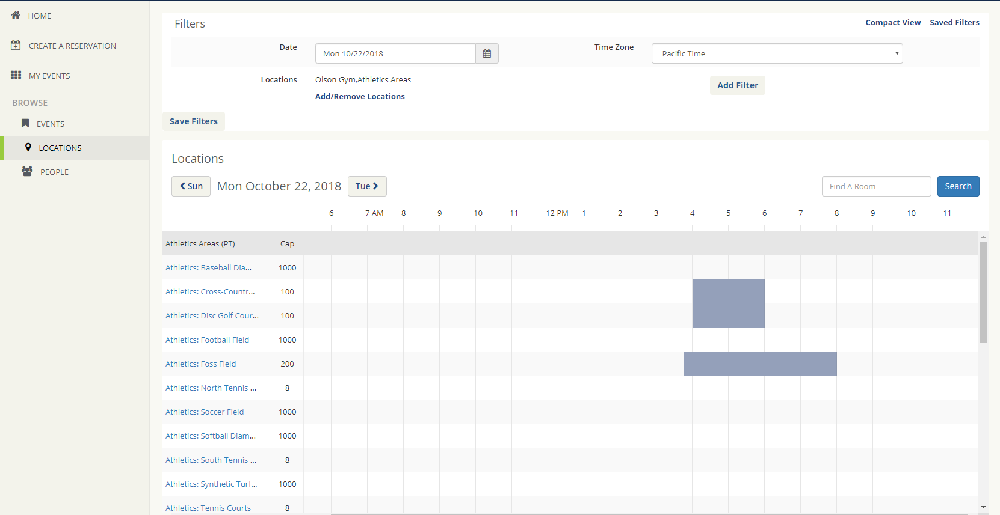 HOME
CREATE A RESERVATION
MY EVENTS
BROWSE
EVENTS
LOCATIONS
PEOPLE
Filters
Compact View Saved Filters
Date Mon 10/22/2018 Time Zone Pacific Time
Locations Olson Gym,Athletics Areas
Add/Remove Locations
Add Filter
Save Filters
Locations
Sun Mon October 22, 2018 Tue Find A Room Search
6 7 AM 8 9 10 11 12 PM 1 2 3 4 5 6 7 8 9 10 11
Athletics Areas (PT) Cap
Athletics: Baseball Dia... 1000
Athletics: Cross-Countr... 100
Athletics: Disc Golf Cour... 100
Athletics: Football Field 1000
Athletics: Foss Field 200
Athletics: North Tennis ... 8
Athletics: Soccer Field 1000
Athletics: Softball Diam... 1000
Athletics: South Tennis ... 8
Athletics: Synthetic Turf... 1000
Athletics: Tennis Courts 8